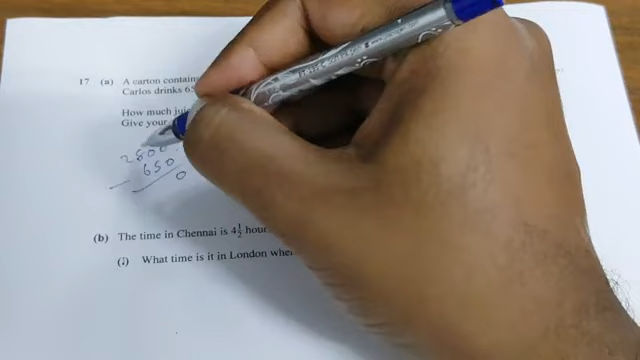 17 (a) A carton contain
Carlos drinks 65
How much jui
Give your
2800
650
0
(b) The time in Chennai is 4½ hour
(i) What time is it in London whe